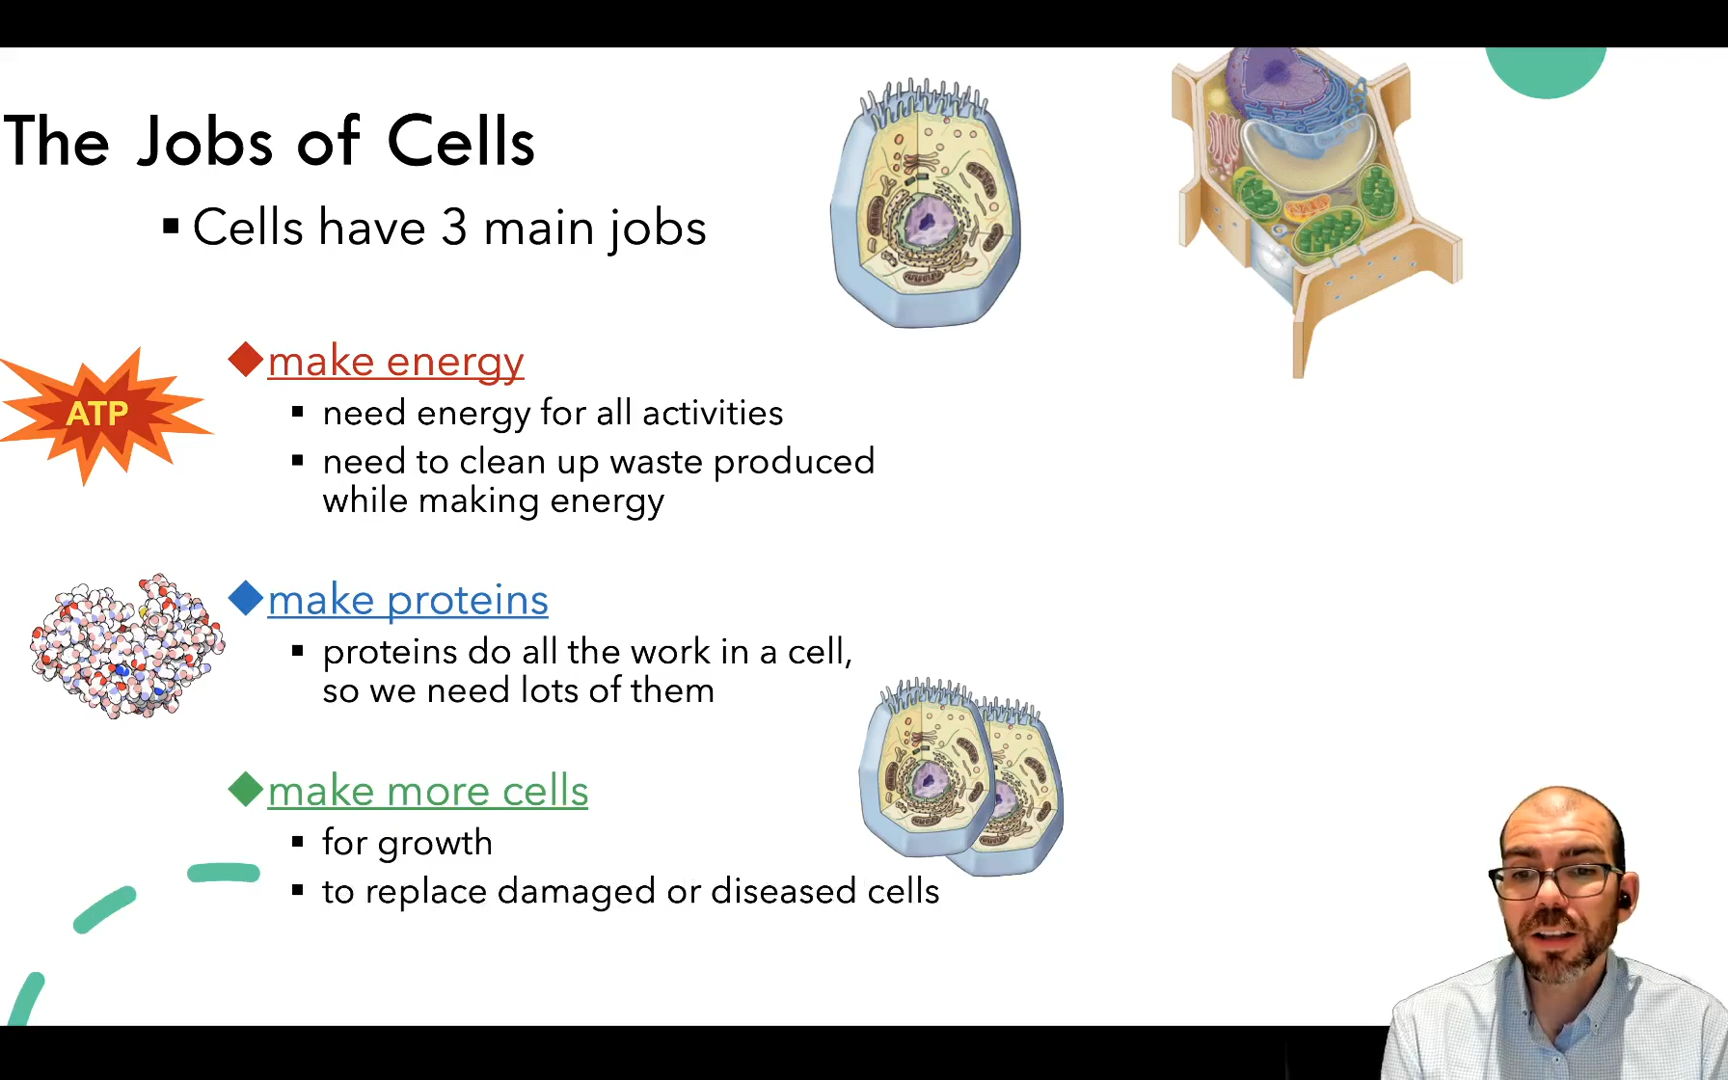 The Jobs of Cells
▪ Cells have 3 main jobs
◆make energy
▪ need energy for all activities
▪ need to clean up waste produced
while making energy
ATP
◆make proteins
▪ proteins do all the work in a cell,
so we need lots of them
◆make more cells
▪ for growth
▪ to replace damaged or diseased cells